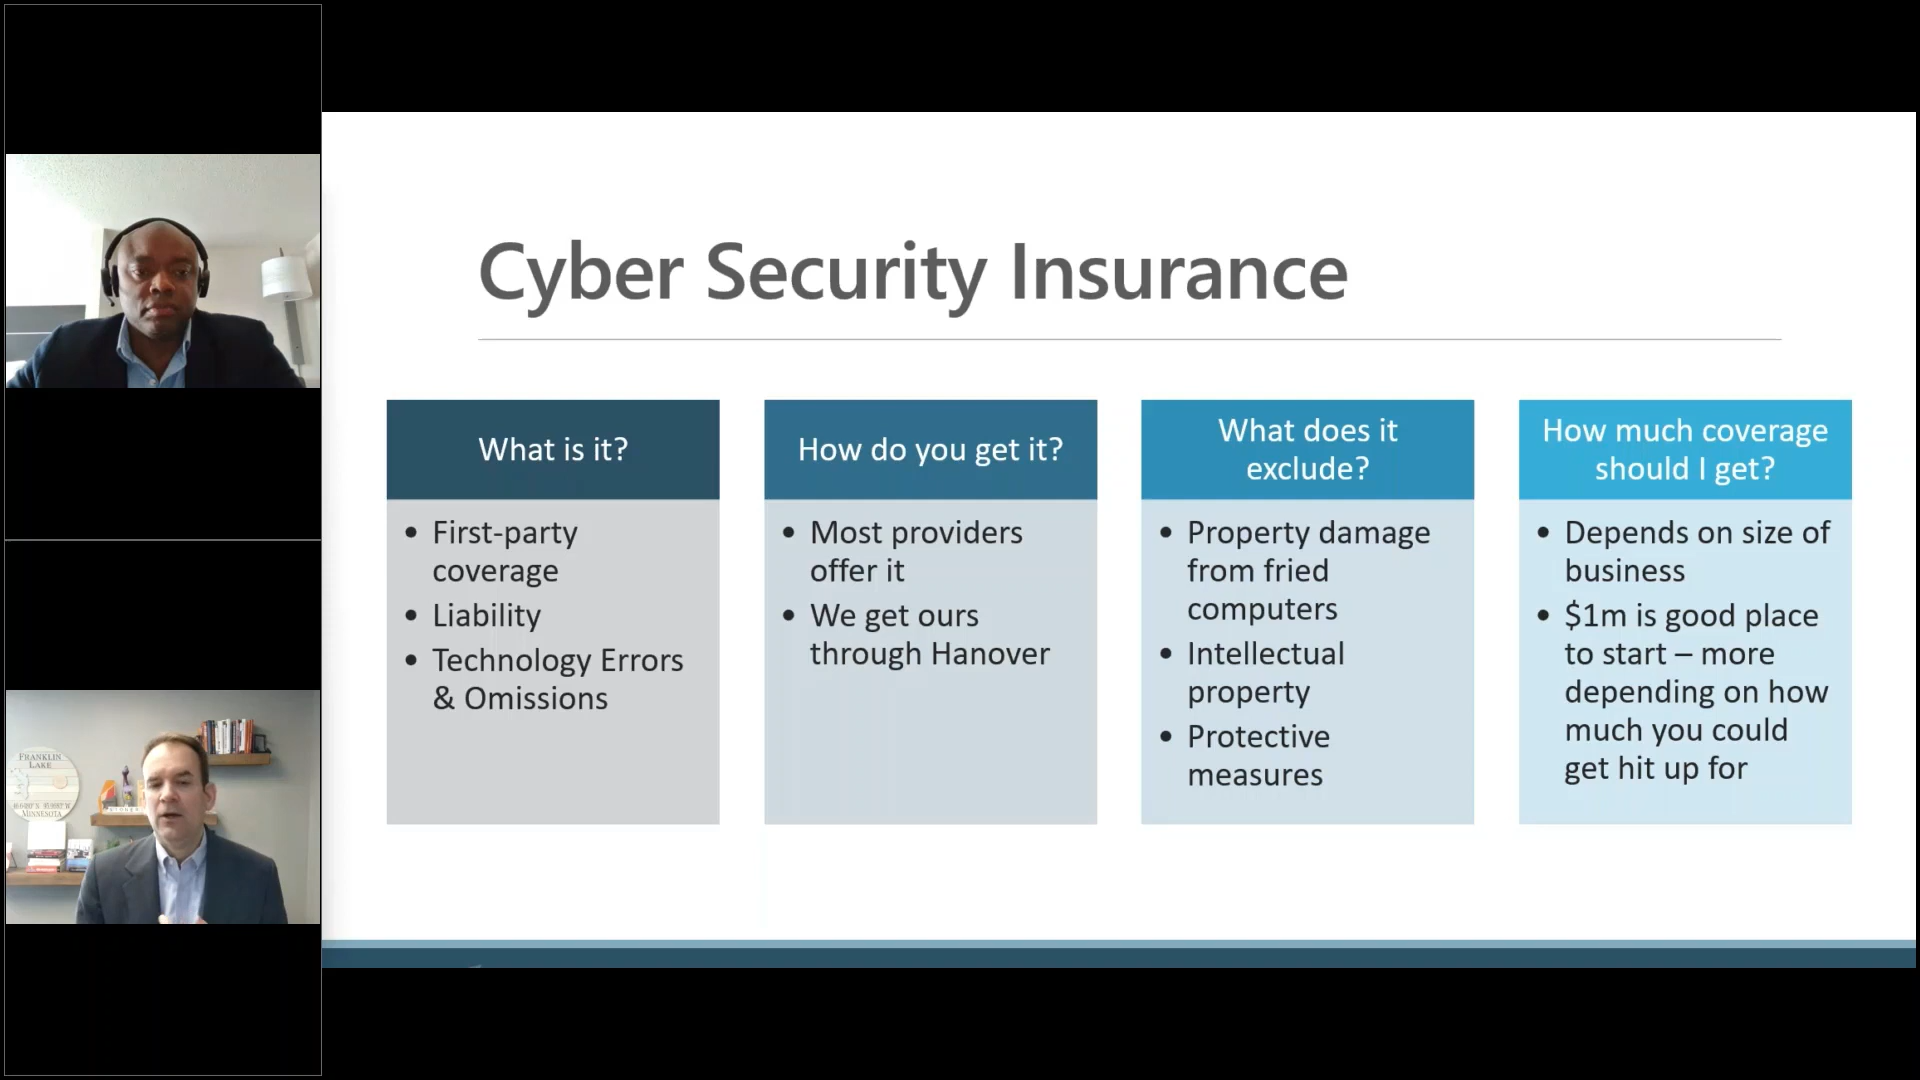 Cyber Security Insurance
What is it?
• First-party
coverage
• Liability
• Technology Errors
& Omissions
How do you get it?
• Most providers
offer it
• We get ours
through Hanover
What does it
exclude?
• Property damage
from fried
computers
• Intellectual
property
• Protective
measures
How much coverage
should I get?
• Depends on size of
business
• $1m is good place
to start – more
depending on how
much you could
get hit up for
FRANKLIN
LAKE
MINNESOTA